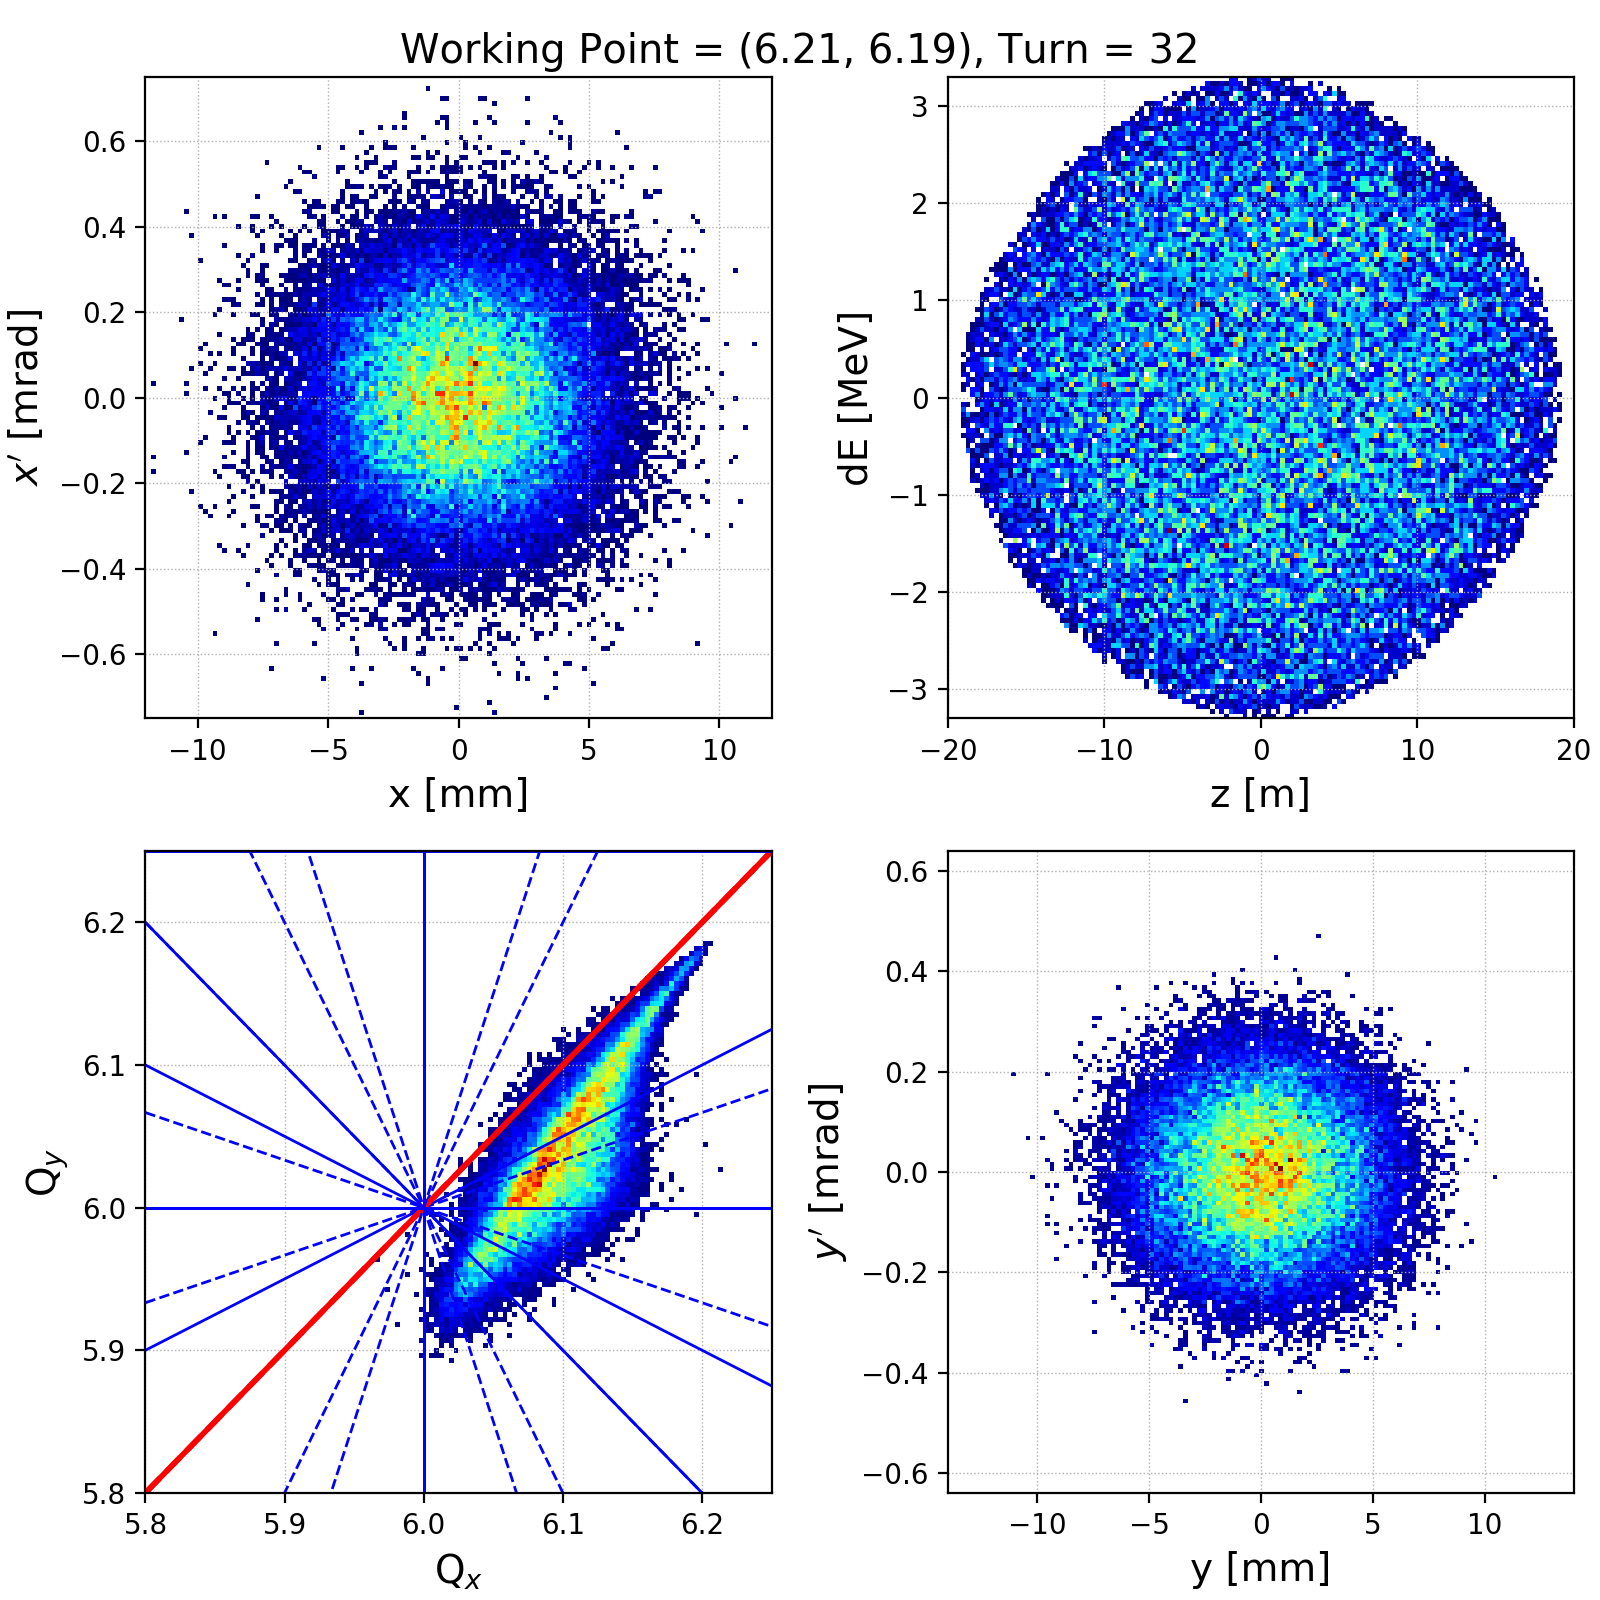 Working Point = (6.21, 6.19), Turn = 32
0.6
0.4
0.2
0.0
−0.2
−0.4
−0.6
x′ [mrad]
−10 −5 0 5 10
x [mm]
3
2
1
0
−1
−2
−3
dE [MeV]
−20 −10 0 10 20
z [m]
6.2
6.1
6.0
5.9
5.8
Qy
5.8 5.9 6.0 6.1 6.2
Qx
0.6
0.4
0.2
0.0
−0.2
−0.4
−0.6
y′ [mrad]
−10 −5 0 5 10
y [mm]